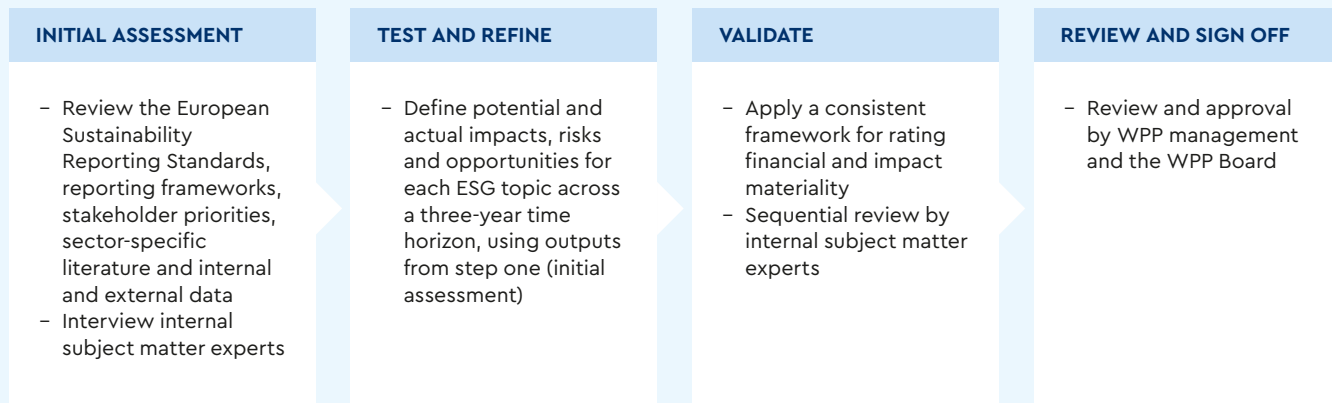 INITIAL ASSESSMENT
– Review the European
Sustainability
Reporting Standards,
reporting frameworks,
stakeholder priorities,
sector-specific
literature and internal
and external data
– Interview internal
subject matter experts
TEST AND REFINE
– Define potential and
actual impacts, risks
and opportunities for
each ESG topic across
a three-year time
horizon, using outputs
from step one (initial
assessment)
VALIDATE
– Apply a consistent
framework for rating
financial and impact
materiality
– Sequential review by
internal subject matter
experts
REVIEW AND SIGN OFF
– Review and approval
by WPP management
and the WPP Board